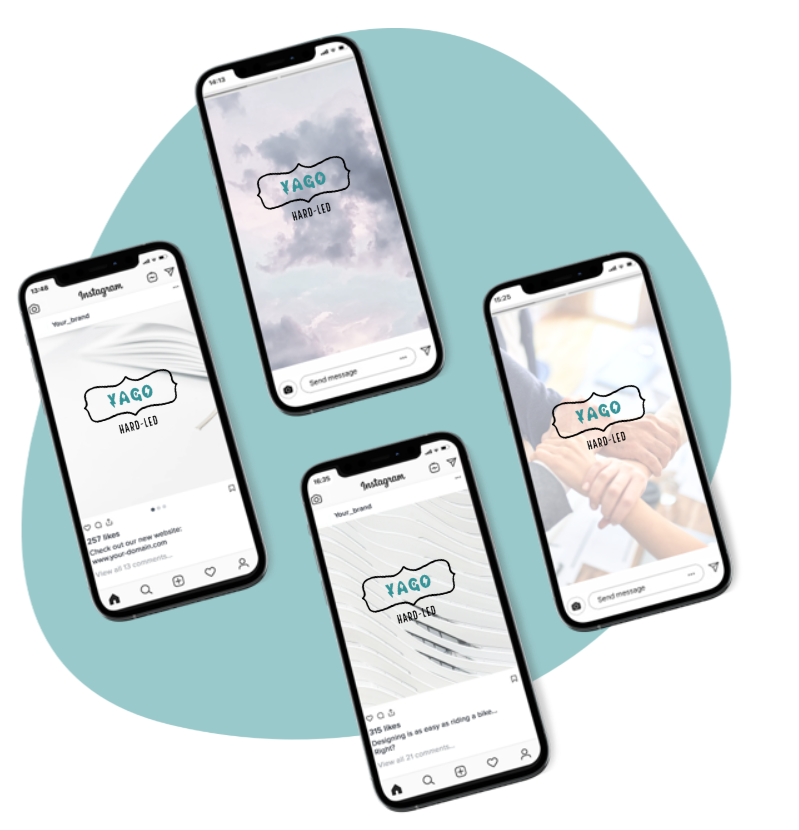 14:13
YAGO
HARD-LED
Send message
13:48
Instagram
Your_brand
YAGO
HARD-LED
257 likes
Check out our new website:
www.your-domain.com
View all 13 comments...
15:25
YAGO
HARD-LED
Send message
16:35
Instagram
Your_brand
YAGO
HARD-LED
315 likes
Designing is as easy as riding a bike...
Right?
View all 21 comments...